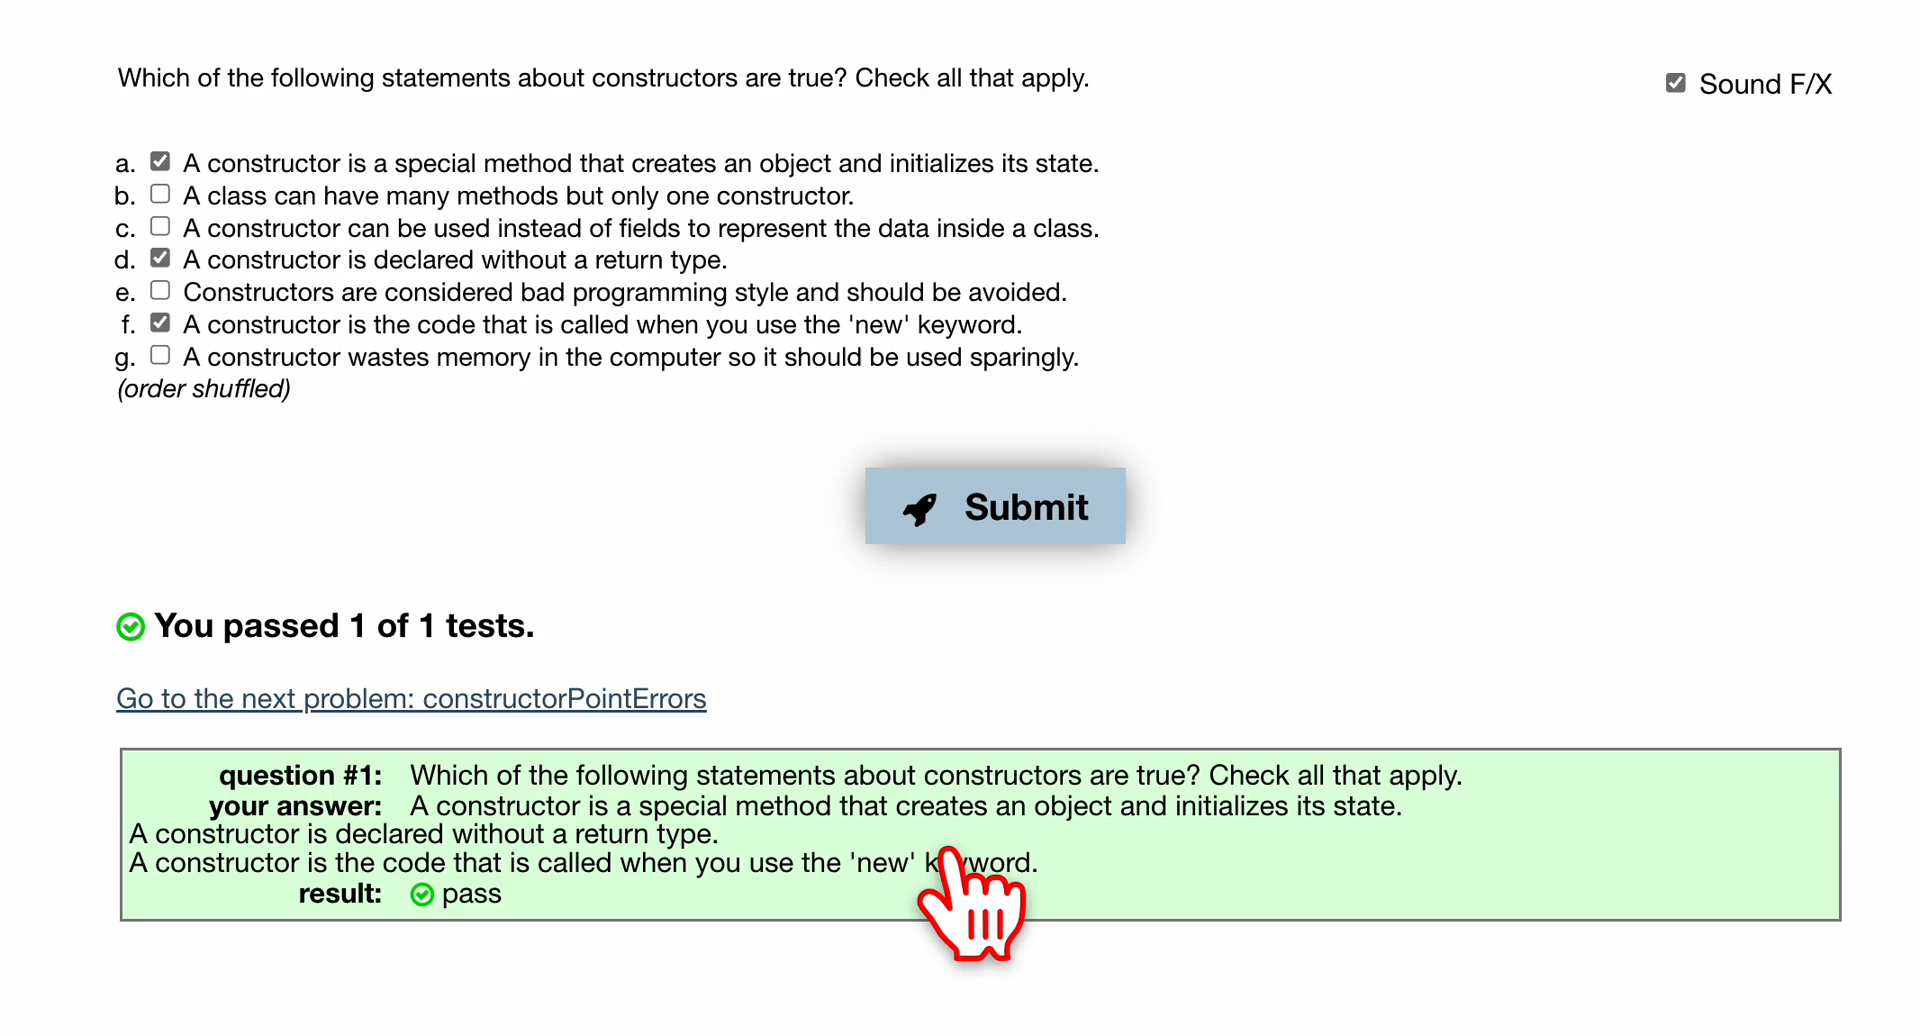 Which of the following statements about constructors are true? Check all that apply.
Sound F/X
a. A constructor is a special method that creates an object and initializes its state.
b. A class can have many methods but only one constructor.
c. A constructor can be used instead of fields to represent the data inside a class.
d. A constructor is declared without a return type.
e. Constructors are considered bad programming style and should be avoided.
f. A constructor is the code that is called when you use the 'new' keyword.
g. A constructor wastes memory in the computer so it should be used sparingly.
(order shuffled)
Submit
You passed 1 of 1 tests.
Go to the next problem: constructorPointErrors
question #1: Which of the following statements about constructors are true? Check all that apply.
your answer: A constructor is a special method that creates an object and initializes its state.
A constructor is declared without a return type.
A constructor is the code that is called when you use the 'new' keyword.
result: pass